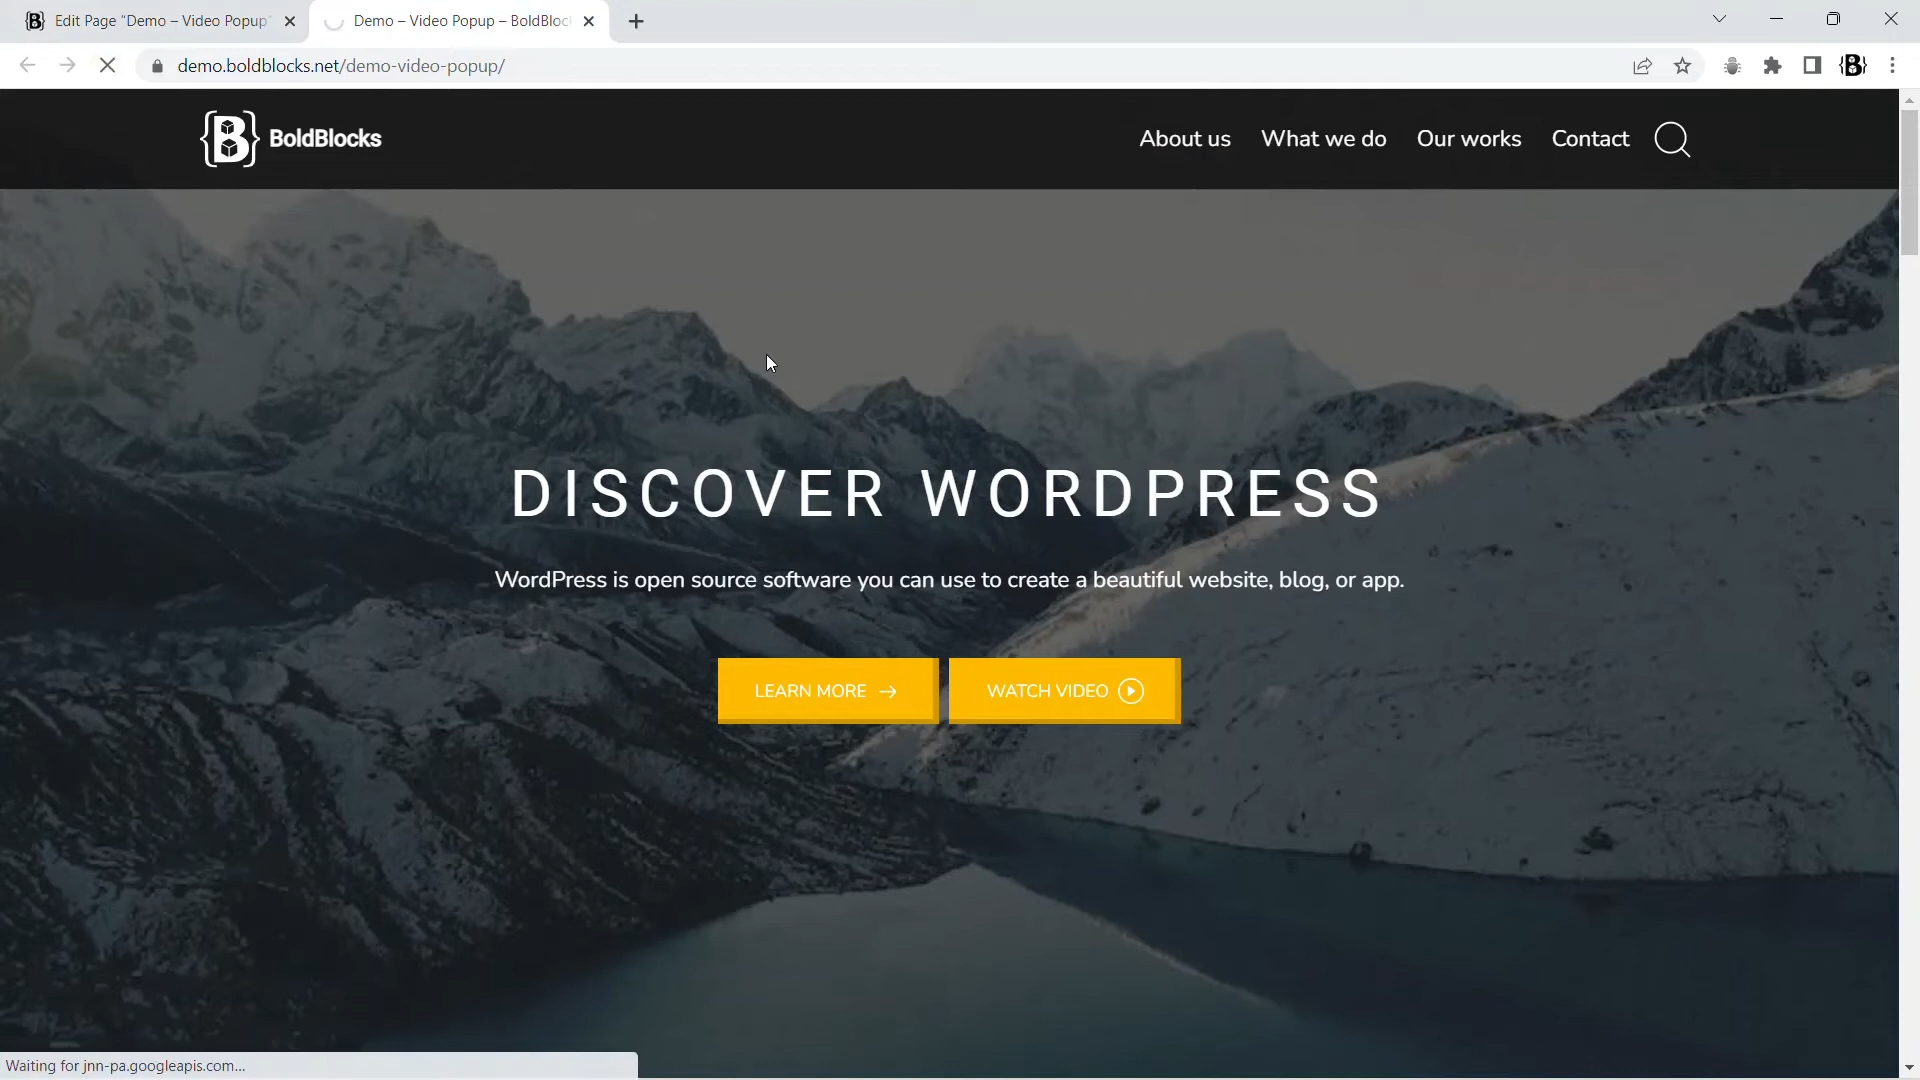 Edit Page "Demo – Video Popup"
Demo – Video Popup – BoldBloc
demo.boldblocks.net/demo-video-popup/
BoldBlocks
About us
What we do
Our works
Contact
DISCOVER WORDPRESS
WordPress is open source software you can use to create a beautiful website, blog, or app.
LEARN MORE →
WATCH VIDEO
Waiting for jnn-pa.googleapis.com...